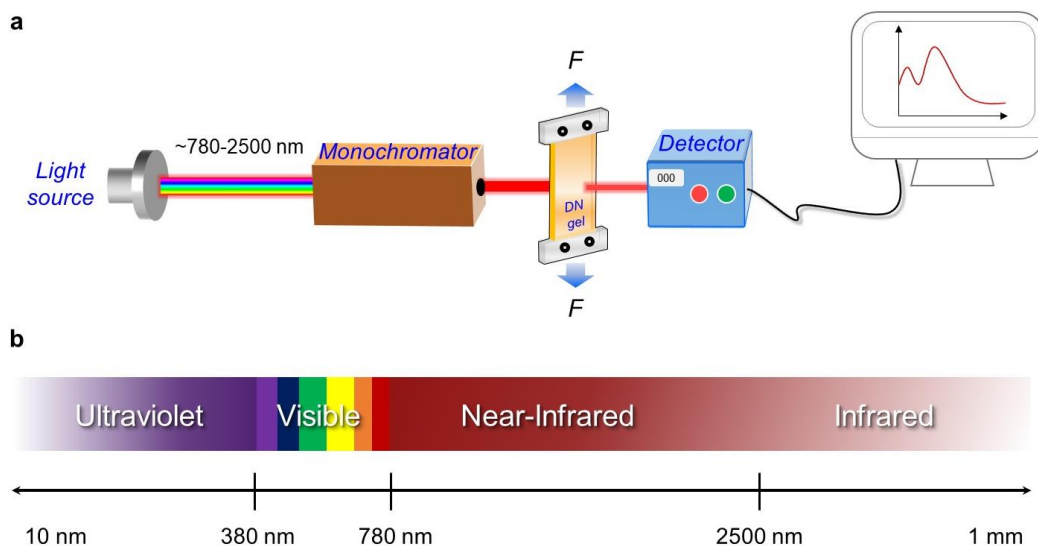 a
F
~780-2500 nm
Monochromator
Detector
Light
source
000
DN
gel
F
b
Ultraviolet
Visible
Near-Infrared
Infrared
10 nm
380 nm
780 nm
2500 nm
1 mm